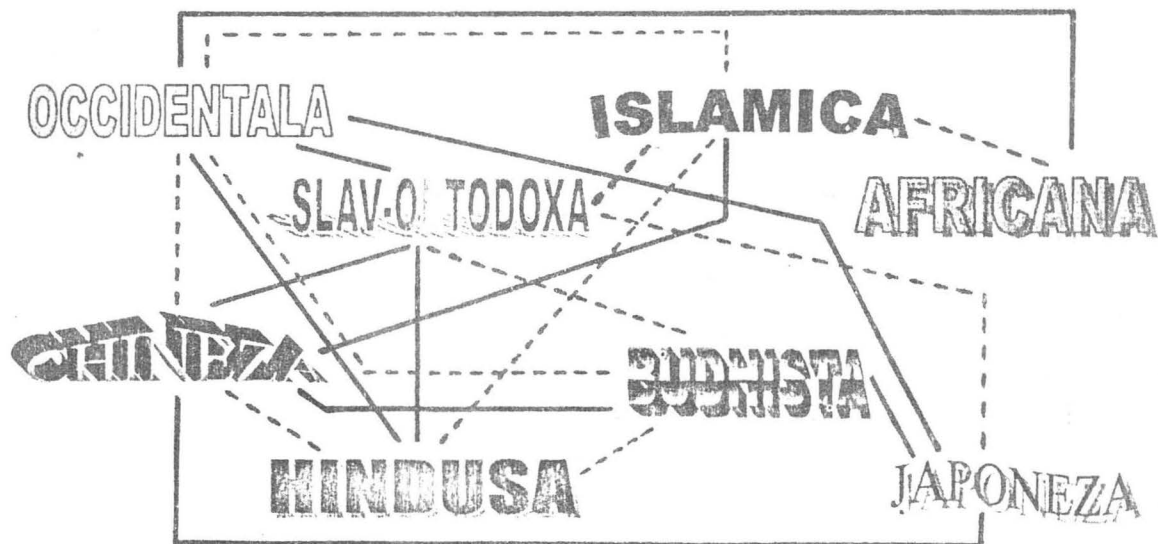 OCCIDENTALA
ISLAMICA
AFRICANA
CHINEZA
BUDHISTA
HINDUSA
JAPONEZA